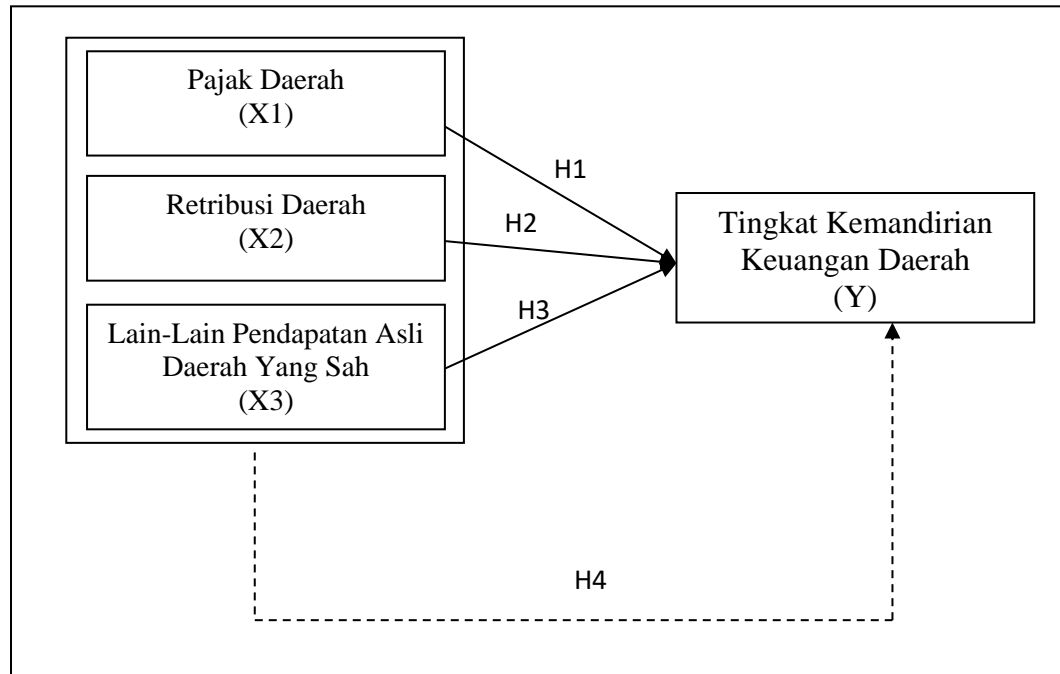 Pajak Daerah
(X1)
Retribusi Daerah
(X2)
Lain-Lain Pendapatan Asli
Daerah Yang Sah
(X3)
H1
H2
H3
Tingkat Kemandirian
Keuangan Daerah
(Y)
H4